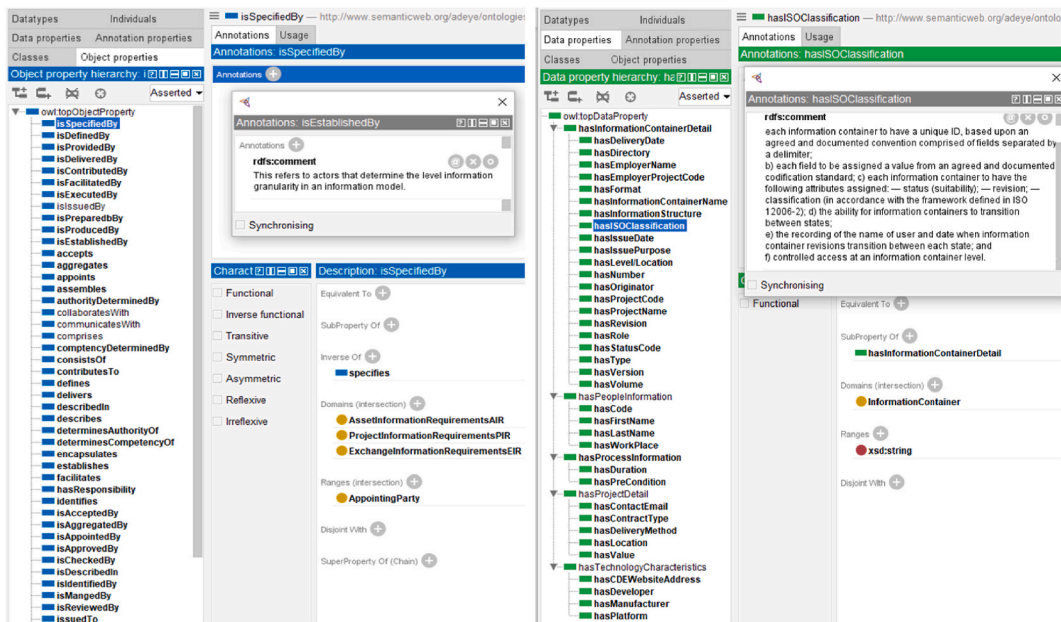 Datatypes Individuals
Data properties Annotation properties
Classes Object properties
Object property hierarchy: i
Asserted
owl:topObjectProperty
isSpecifiedBy
isDefinedBy
isProvidedBy
isDeliveredBy
isContributedBy
isFacilitatedBy
isExecutedBy
isIssuedBy
isPreparedbBy
isProducedBy
isEstablishedBy
accepts
aggregates
appoints
assembles
authorityDeterminedBy
collaboratesWith
communicatesWith
comprises
comptencyDeterminedBy
consistsOf
contributesTo
defines
delivers
describedIn
describes
determinesAuthorityOf
determinesCompetencyOf
encapsulates
establishes
facilitates
hasResponsibility
identifies
isAcceptedBy
isAggregatedBy
isAppointedBy
isApprovedBy
isCheckedBy
isDescribedIn
isIdentifiedBy
isMangedBy
isReviewedBy
issuedTo
isSpecifiedBy — http://www.semanticweb.org/adeye/ontologies
Annotations Usage
Annotations: isSpecifiedBy
Annotations
Annotations: isEstablishedBy
Annotations
rdfs:comment
This refers to actors that determine the level information
granularity in an information model.
Synchronising
Charact
Functional
Inverse functional
Transitive
Symmetric
Asymmetric
Reflexive
Irreflexive
Description: isSpecifiedBy
Equivalent To
SubProperty Of
Inverse Of
specifies
Domains (intersection)
AssetInformationRequirementsAIR
ProjectInformationRequirementsPIR
ExchangeInformationRequirementsEIR
Ranges (intersection)
AppointingParty
Disjoint With
SuperProperty Of (Chain)
Datatypes Individuals
Data properties Annotation properties
Classes Object properties
Data property hierarchy: ha
Asserted
owl:topDataProperty
hasInformationContainerDetail
hasDeliveryDate
hasDirectory
hasEmployerName
hasEmployerProjectCode
hasFormat
hasInformationContainerName
hasInformationStructure
hasISOClassification
hasIssueDate
hasIssuePurpose
hasLevel/Location
hasNumber
hasOriginator
hasProjectCode
hasProjectName
hasRevision
hasRole
hasStatusCode
hasType
hasVersion
hasVolume
hasPeopleInformation
hasCode
hasFirstName
hasLastName
hasWorkPlace
hasProcessInformation
hasDuration
hasPreCondition
hasProjectDetail
hasContactEmail
hasContractType
hasDeliveryMethod
hasLocation
hasValue
hasTechnologyCharacteristics
hasCDEWebsiteAddress
hasDeveloper
hasManufacturer
hasPlatform
hasISOClassification — http://www.semanticweb.org/adeye/ontolo
Annotations Usage
Annotations: hasISOClassification
Annotations: hasISOClassification
rdfs:comment
each information container to have a unique ID, based upon an
agreed and documented convention comprised of fields separated by
a delimiter;
b) each field to be assigned a value from an agreed and documented
codification standard; c) each information container to have the
following attributes assigned: — status (suitability); — revision; —
classification (in accordance with the framework defined in ISO
12006-2); d) the ability for information containers to transition
between states;
e) the recording of the name of user and date when information
container revisions transition between each state; and
f) controlled access at an information container level.
Synchronising
Functional
Equivalent To
SubProperty Of
hasInformationContainerDetail
Domains (intersection)
InformationContainer
Ranges
xsd:string
Disjoint With